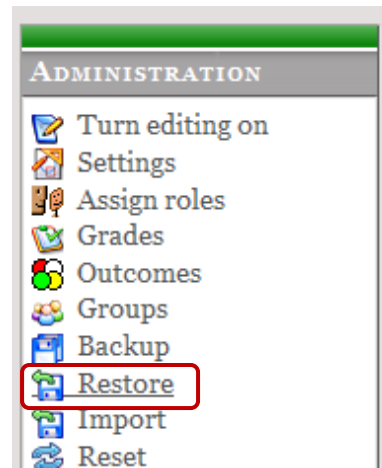 Administration
Turn editing on
Settings
Assign roles
Grades
Outcomes
Groups
Backup
Restore
Import
Reset